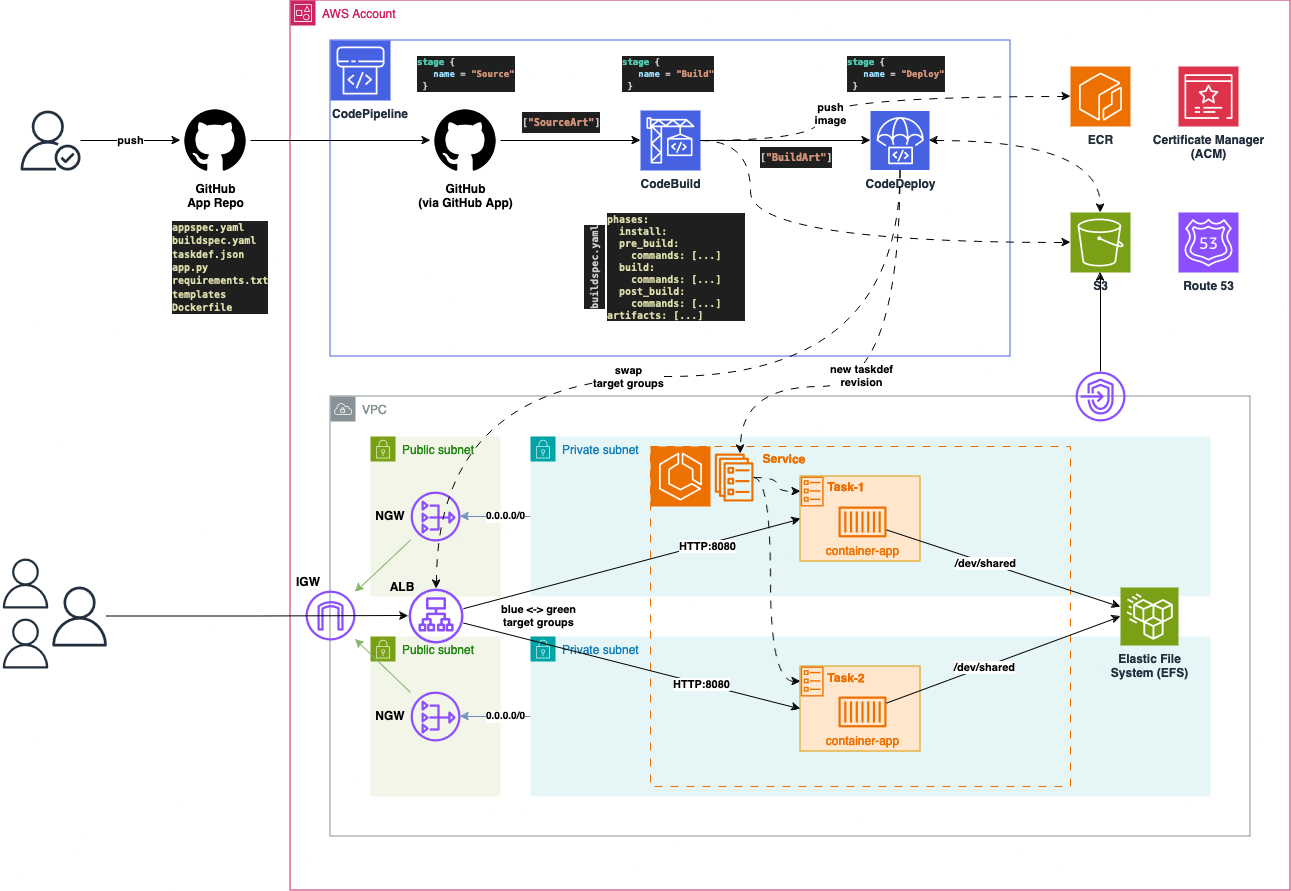 AWS Account
CodePipeline
stage {
name = "Source"
}
stage {
name = "Build"
}
stage {
name = "Deploy"
}
push
GitHub
App Repo
appspec.yaml
buildspec.yaml
taskdef.json
app.py
requirements.txt
templates
Dockerfile
GitHub
(via GitHub App)
["SourceArt"]
CodeBuild
["BuildArt"]
push
image
CodeDeploy
buildspec.yaml
phases:
install:
pre_build:
commands: [...]
build:
commands: [...]
post_build:
commands: [...]
artifacts: [...]
ECR
Certificate Manager
(ACM)
S3
53
Route 53
swap
target groups
new taskdef
revision
VPC
Public subnet
Private subnet
NGW
0.0.0.0/0
Service
Task-1
container-app
HTTP:8080
/dev/shared
IGW
ALB
blue <-> green
target groups
Public subnet
Private subnet
NGW
0.0.0.0/0
HTTP:8080
Task-2
container-app
/dev/shared
Elastic File
System (EFS)